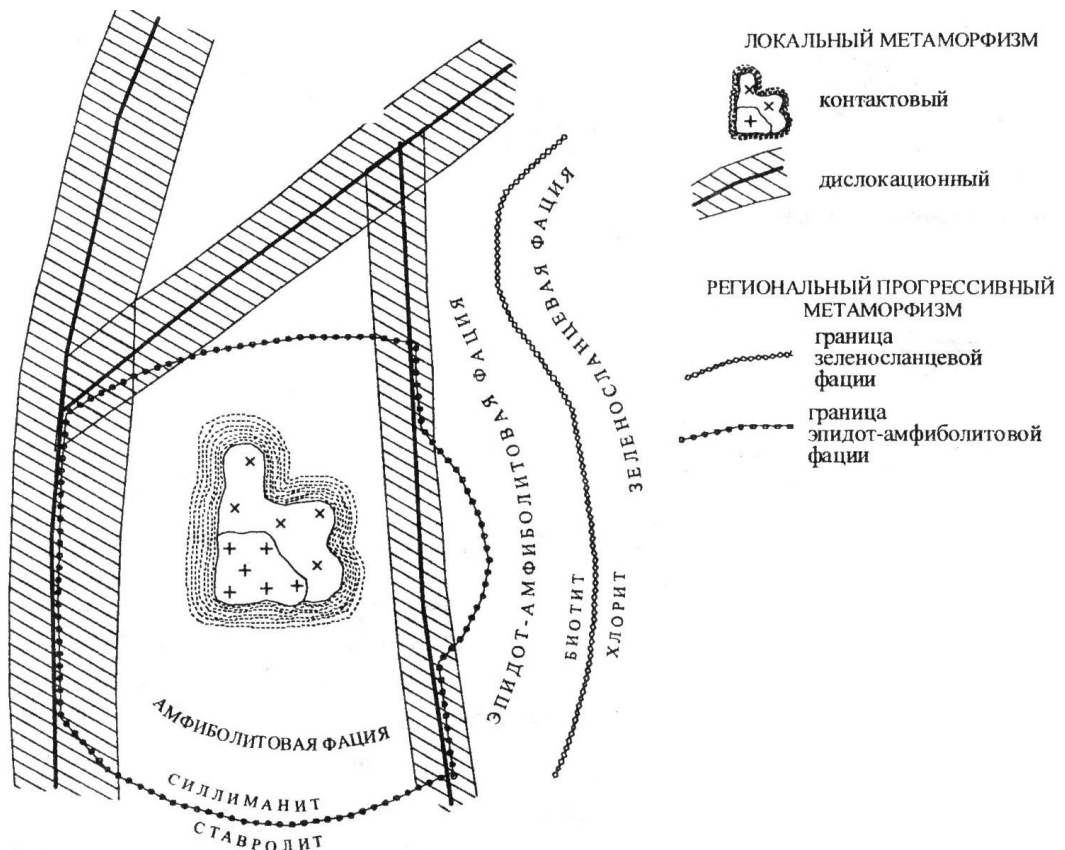 ЛОКАЛЬНЫЙ МЕТАМОРФИЗМ
контактовый
дислокационный
РЕГИОНАЛЬНЫЙ ПРОГРЕССИВНЫЙ
МЕТАМОРФИЗМ
граница
зеленосланцевой
фации
граница
эпидот-амфиболитовой
фации
ЗЕЛЕНОСЛАНЦЕВАЯ ФАЦИЯ
ЭПИДОТ-АМФИБОЛИТОВАЯ ФАЦИЯ
БИОТИТ
ХЛОРИТ
АМФИБОЛИТОВАЯ ФАЦИЯ
СИЛЛИМАНИТ
СТАВРОЛИТ